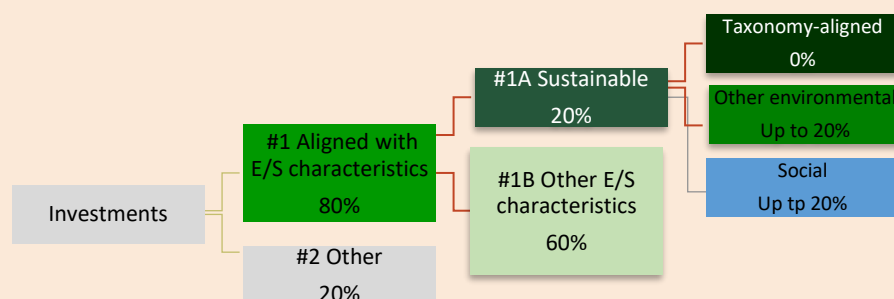 Investments
#1 Aligned with
E/S characteristics
80%
#2 Other
20%
#1A Sustainable
20%
#1B Other E/S
characteristics
60%
Taxonomy-aligned
0%
Other environmental
Up to 20%
Social
Up tp 20%